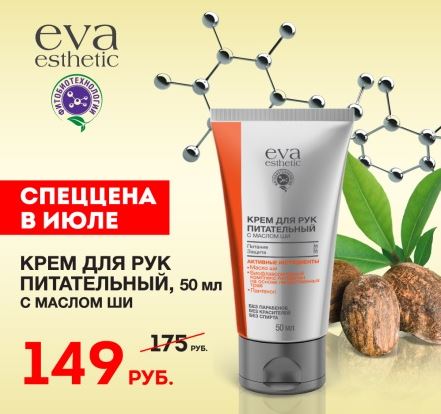 eva
esthetic
ФИТОБИОТЕХНОЛОГИИ
СПЕЦЦЕНА
В ИЮЛЕ
КРЕМ ДЛЯ РУК
ПИТАТЕЛЬНЫЙ, 50 мл
С МАСЛОМ ШИ
175 РУБ.
149 РУБ.
eva
esthetic
КРЕМ ДЛЯ РУК
ПИТАТЕЛЬНЫЙ
С МАСЛОМ ШИ
Питание
Защита
АКТИВНЫЕ ИНГРЕДИЕНТЫ
• Масло ши
• Пантенол
БЕЗ ПАРАБЕНОВ,
БЕЗ КРАСИТЕЛЕЙ
БЕЗ СПИРТА
50 мл